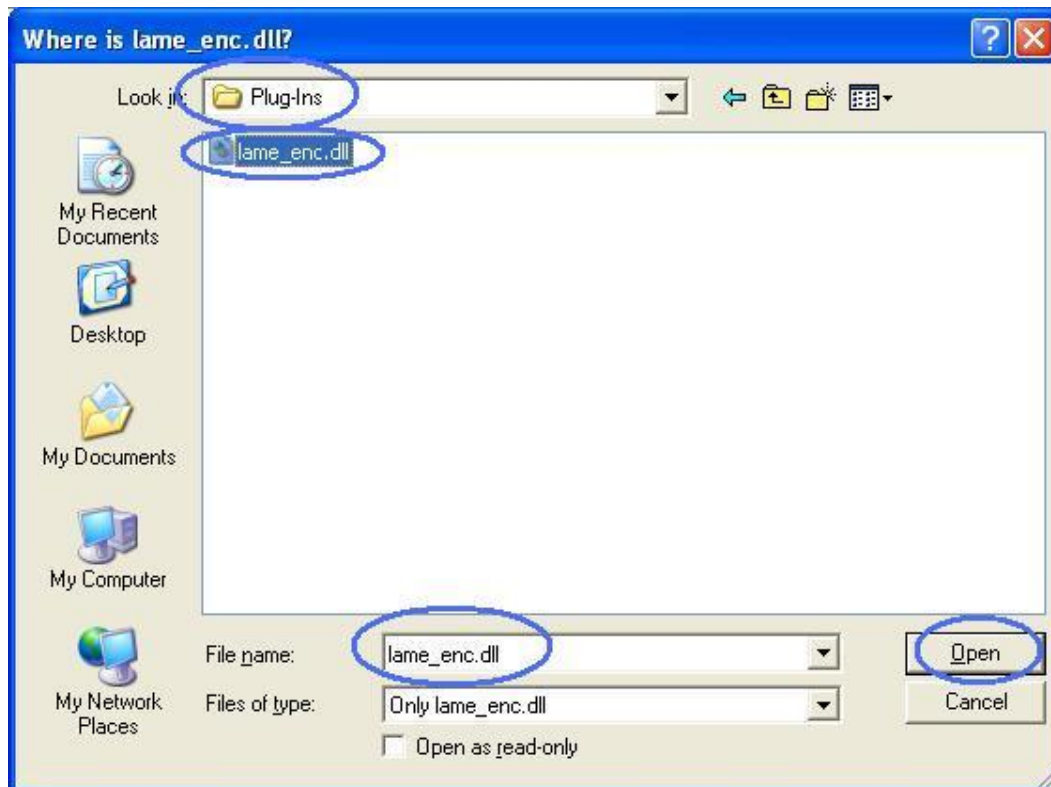 Where is lame_enc.dll?
Look in:
Plug-Ins
lame_enc.dll
My Recent
Documents
Desktop
My Documents
My Computer
My Network
Places
File name:
lame_enc.dll
Open
Files of type:
Only lame_enc.dll
Cancel
Open as read-only